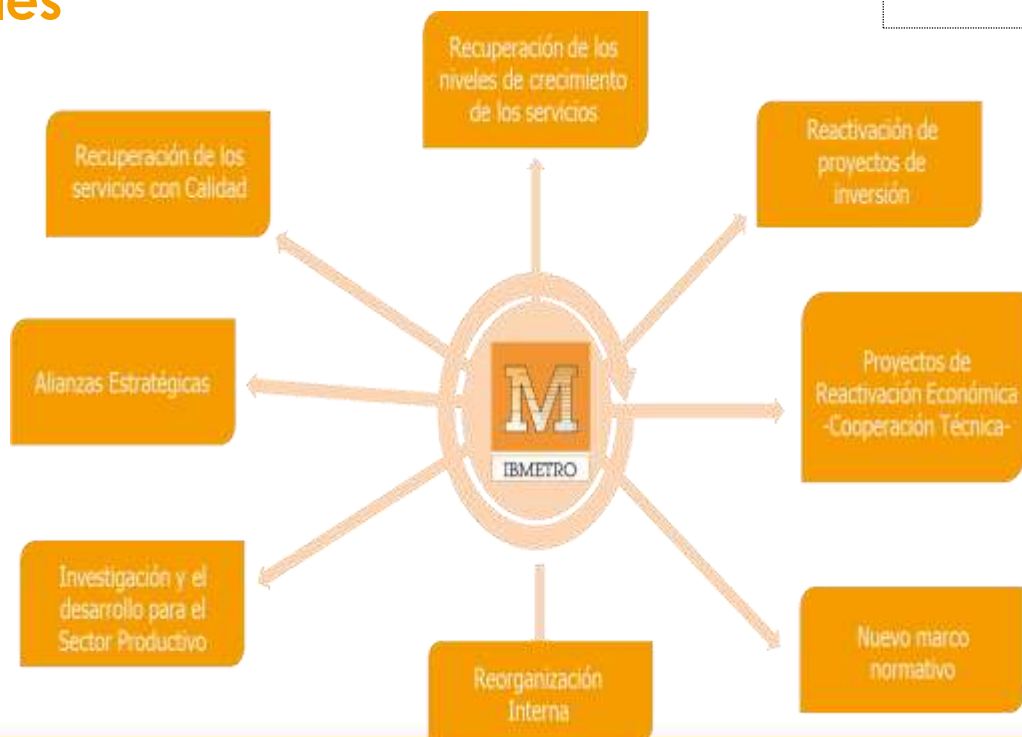 Recuperación de los
niveles de crecimiento
de los servicios
Recuperación de los
servicios con Calidad
Reactivación de
proyectos de
inversión
Alianzas Estratégicas
M
IBMETRO
Proyectos de
Reactivación Económica
-Cooperación Técnica-
Investigación y el
desarrollo para el
Sector Productivo
Reorganización
Interna
Nuevo marco
normativo